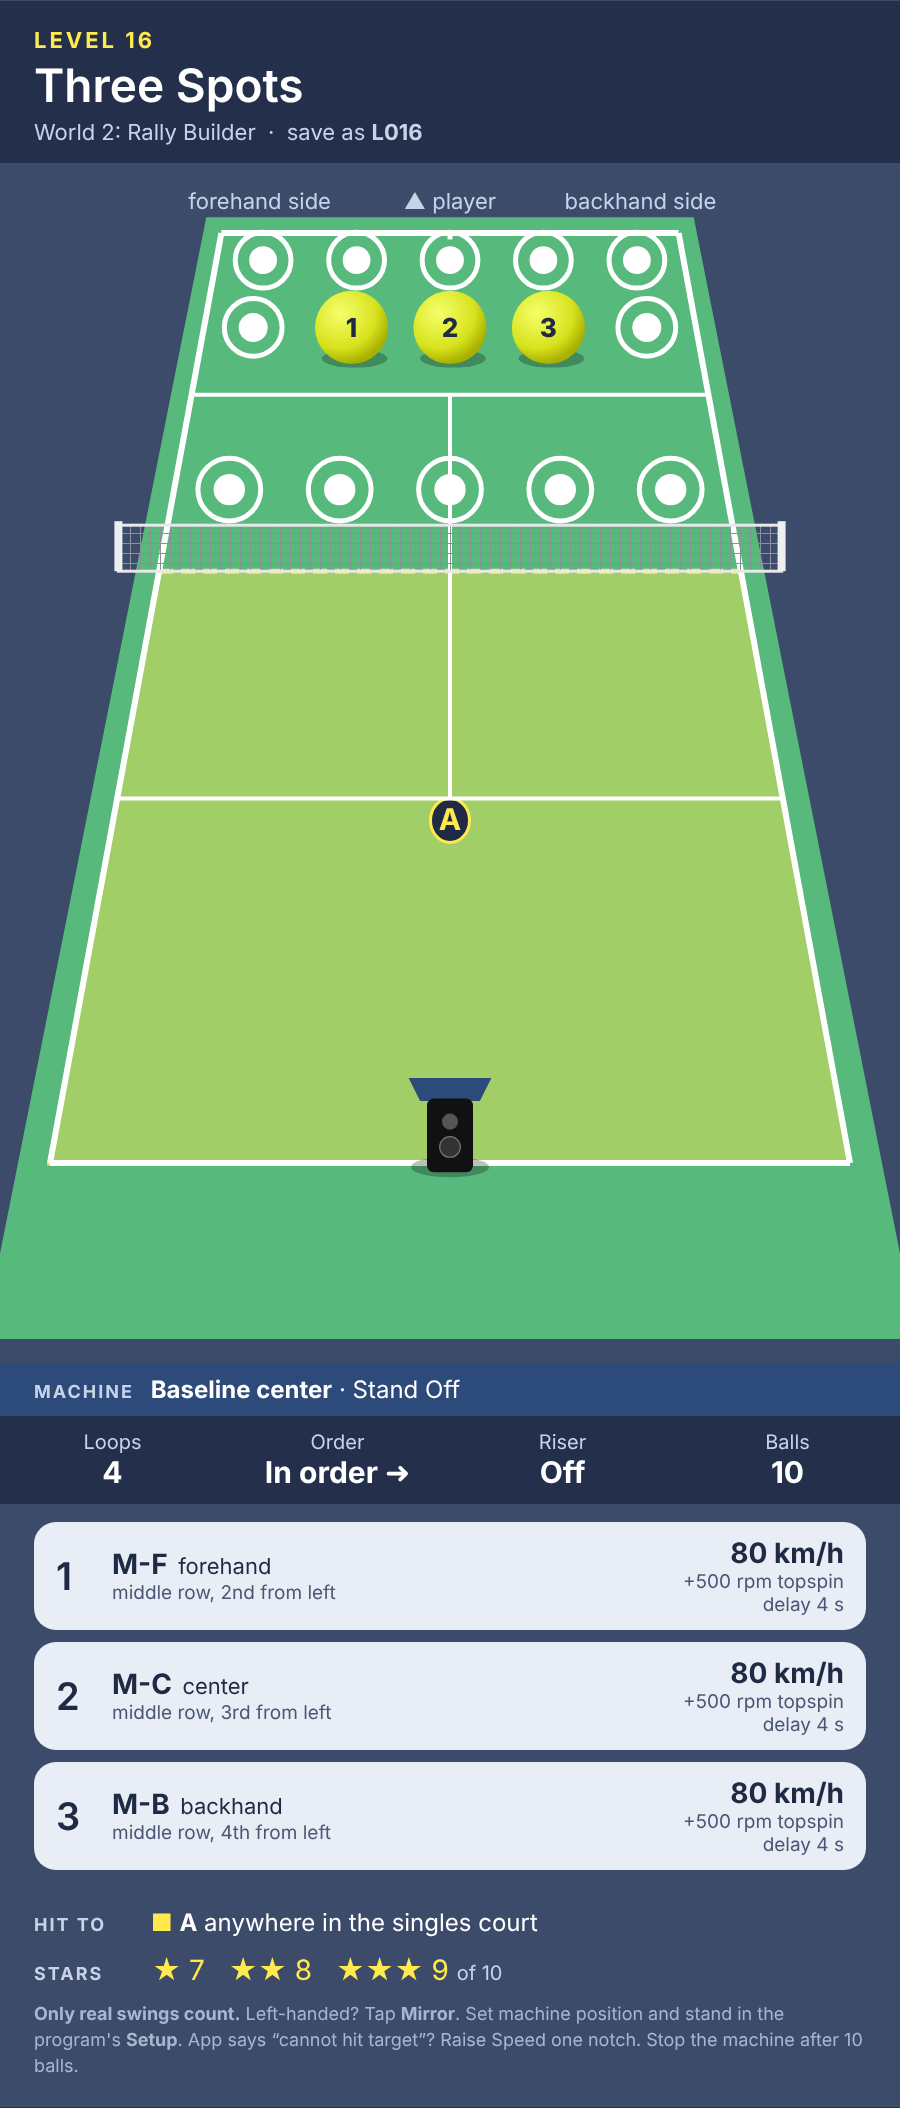 LEVEL 16
Three Spots
World 2: Rally Builder · save as L016
forehand side ▲ player backhand side
1 2 3
A
MACHINE Baseline center · Stand Off
Loops Order Riser Balls
4 In order ➜ Off 10
1 M-F forehand 80 km/h
middle row, 2nd from left +500 rpm topspin
delay 4 s
2 M-C center 80 km/h
middle row, 3rd from left +500 rpm topspin
delay 4 s
3 M-B backhand 80 km/h
middle row, 4th from left +500 rpm topspin
delay 4 s
HIT TO ■ A anywhere in the singles court
STARS ★ 7 ★★ 8 ★★★ 9 of 10
Only real swings count. Left-handed? Tap Mirror. Set machine position and stand in the
program's Setup. App says “cannot hit target”? Raise Speed one notch. Stop the machine after 10
balls.